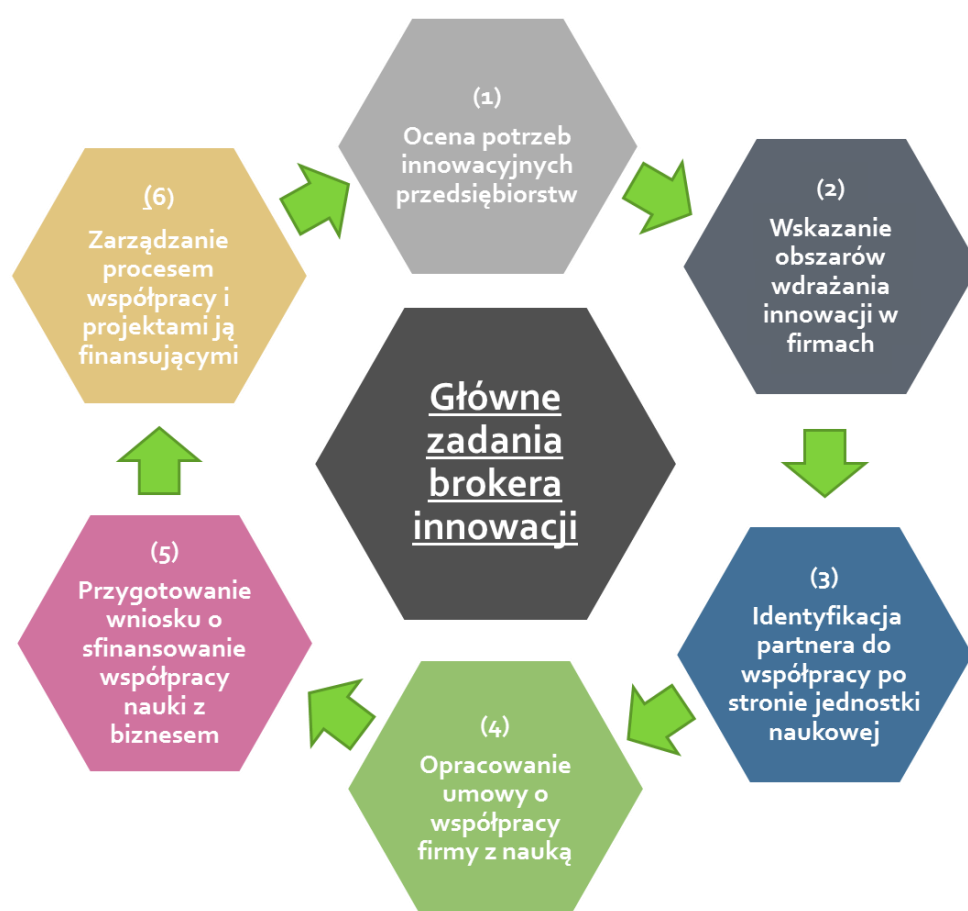 (1)
Ocena potrzeb
innowacyjnych
przedsiębiorstw
(2)
Wskazanie
obszarów
wdrażania
innowacji w
firmach
(3)
Identyfikacja
partnera do
współpracy po
stronie jednostki
naukowej
(4)
Opracowanie
umowy o
współpracy
firmy z nauką
(5)
Przygotowanie
wniosku o
sfinansowanie
współpracy
nauki z
biznesem
(6)
Zarządzanie
procesem
współpracy i
projektami ją
finansującymi
Główne
zadania
brokera
innowacji